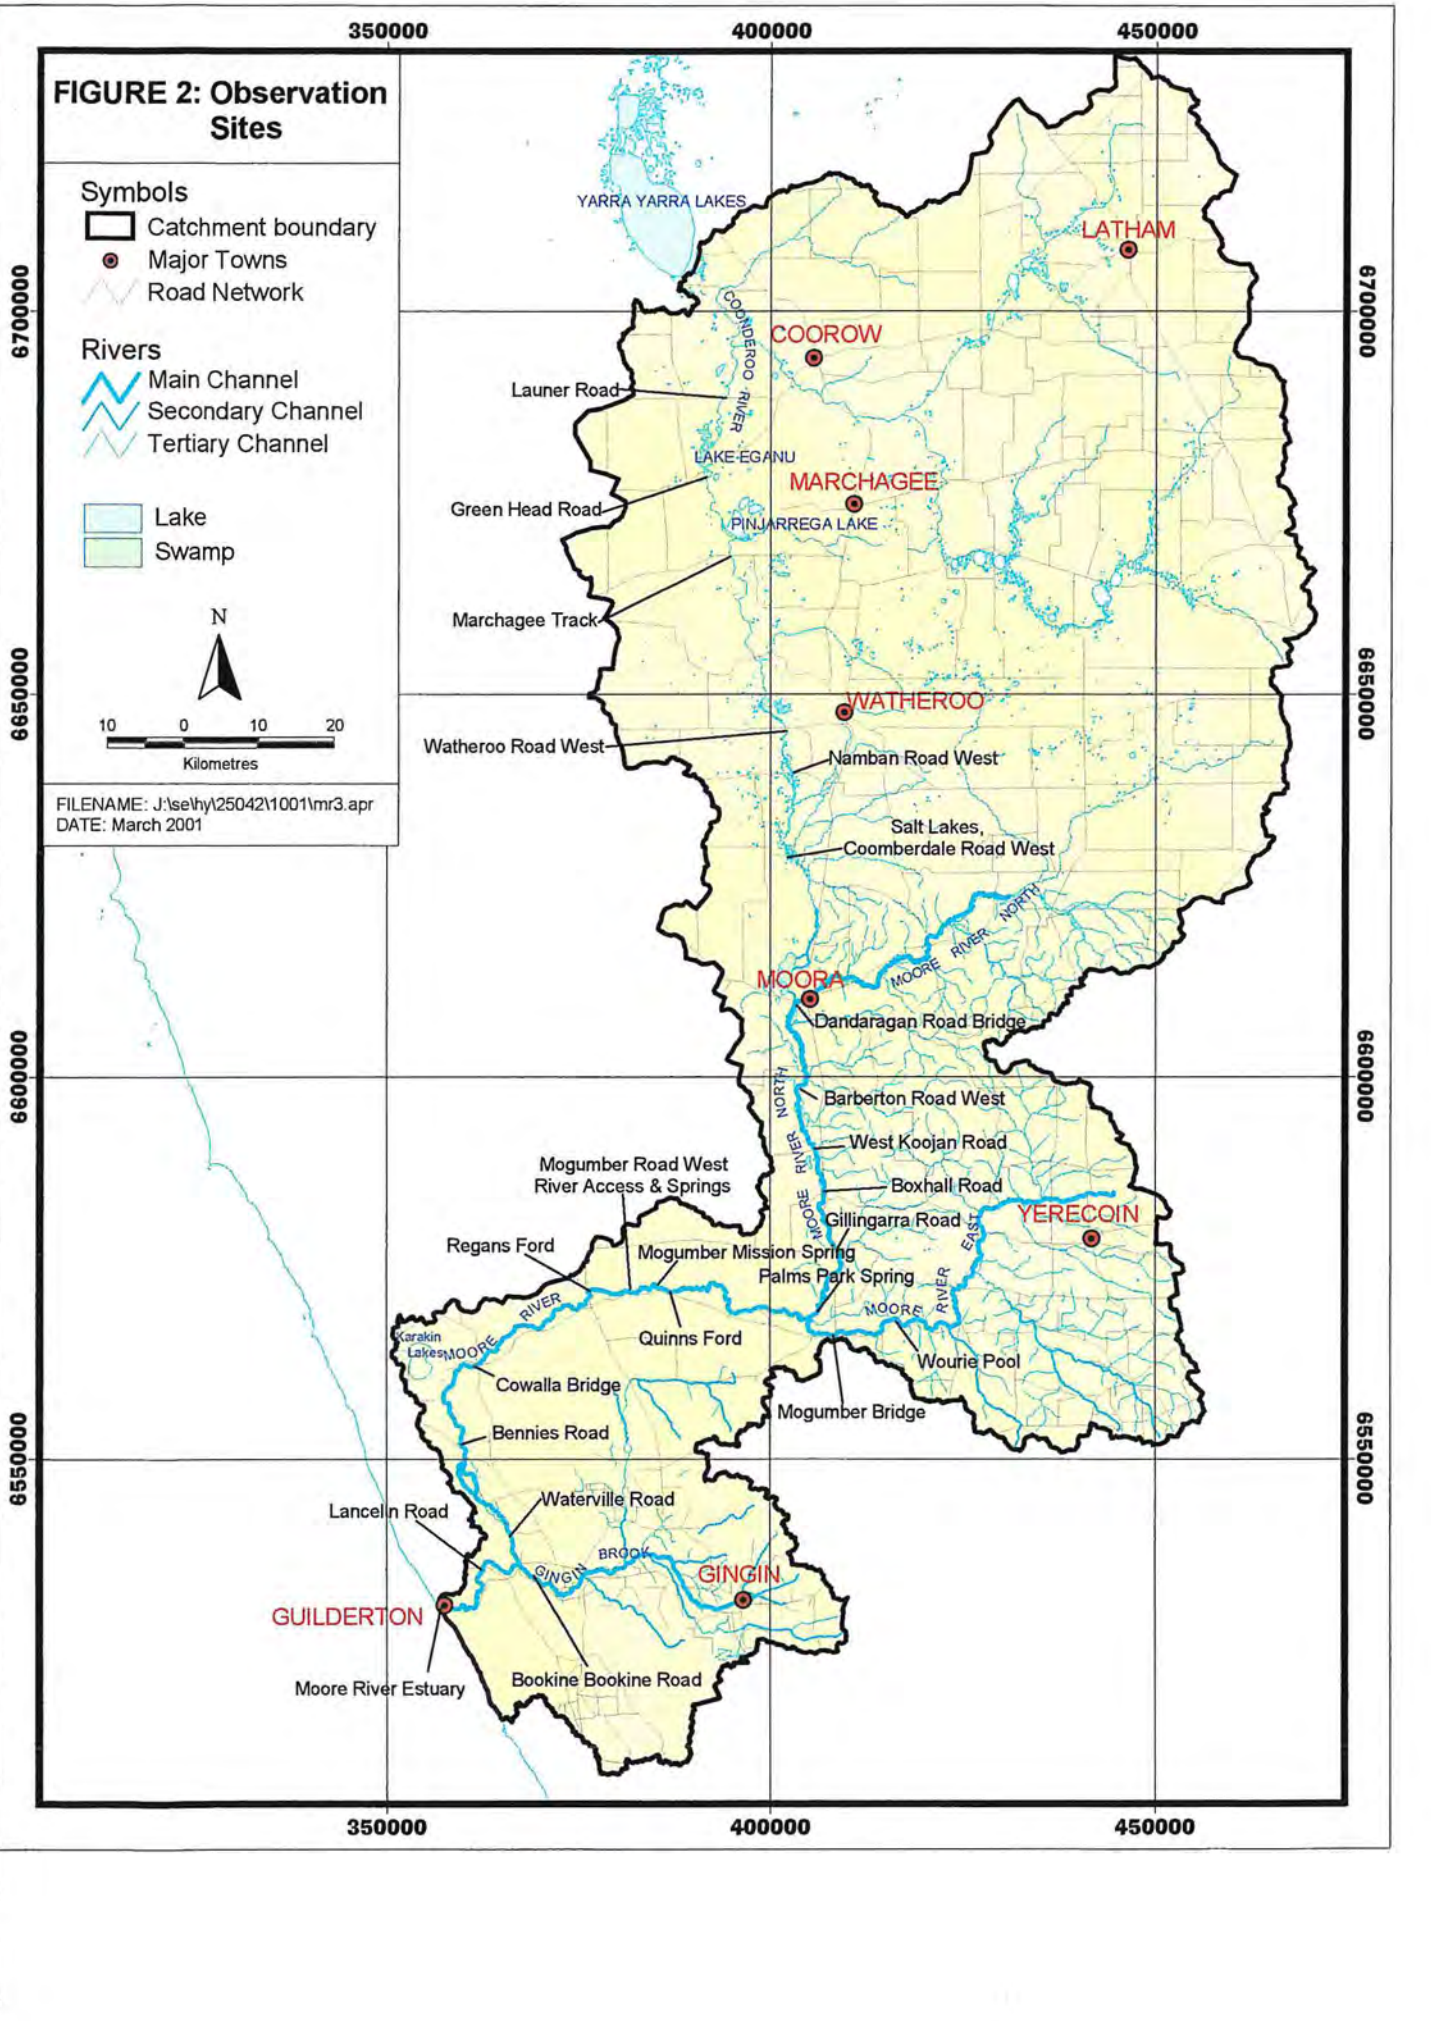 350000
400000
450000
FIGURE 2: Observation
Sites
Symbols
Catchment boundary
Major Towns
Road Network
Rivers
Main Channel
Secondary Channel
Tertiary Channel
Lake
Swamp
N
10 0 10 20
Kilometres
FILENAME: J:\se\hy\25042\1001\mr3.apr
DATE: March 2001
6700000
6700000
6650000
6650000
6600000
6600000
6550000
6550000
YARRA YARRA LAKES
LATHAM
COONDEROO RIVER
COOROW
Launer Road
LAKE EGANU
MARCHAGEE
Green Head Road
PINJARREGA LAKE
Marchagee Track
WATHEROO
Watheroo Road West
Namban Road West
Salt Lakes,
Coomberdale Road West
MOORE RIVER NORTH
MOORA
Dandaragan Road Bridge
MOORE RIVER NORTH
Barberton Road West
West Koojan Road
Mogumber Road West
River Access & Springs
Boxhall Road
Gillingarra Road
YERECOIN
Regans Ford
Mogumber Mission Spring
Palms Park Spring
MOORE RIVER EAST
MOORE RIVER
Karakin
Lakes
Quinns Ford
Wourie Pool
Cowalla Bridge
Mogumber Bridge
Bennies Road
Waterville Road
Lancelin Road
GINGIN BROOK
GINGIN
GUILDERTON
Bookine Bookine Road
Moore River Estuary
350000
400000
450000